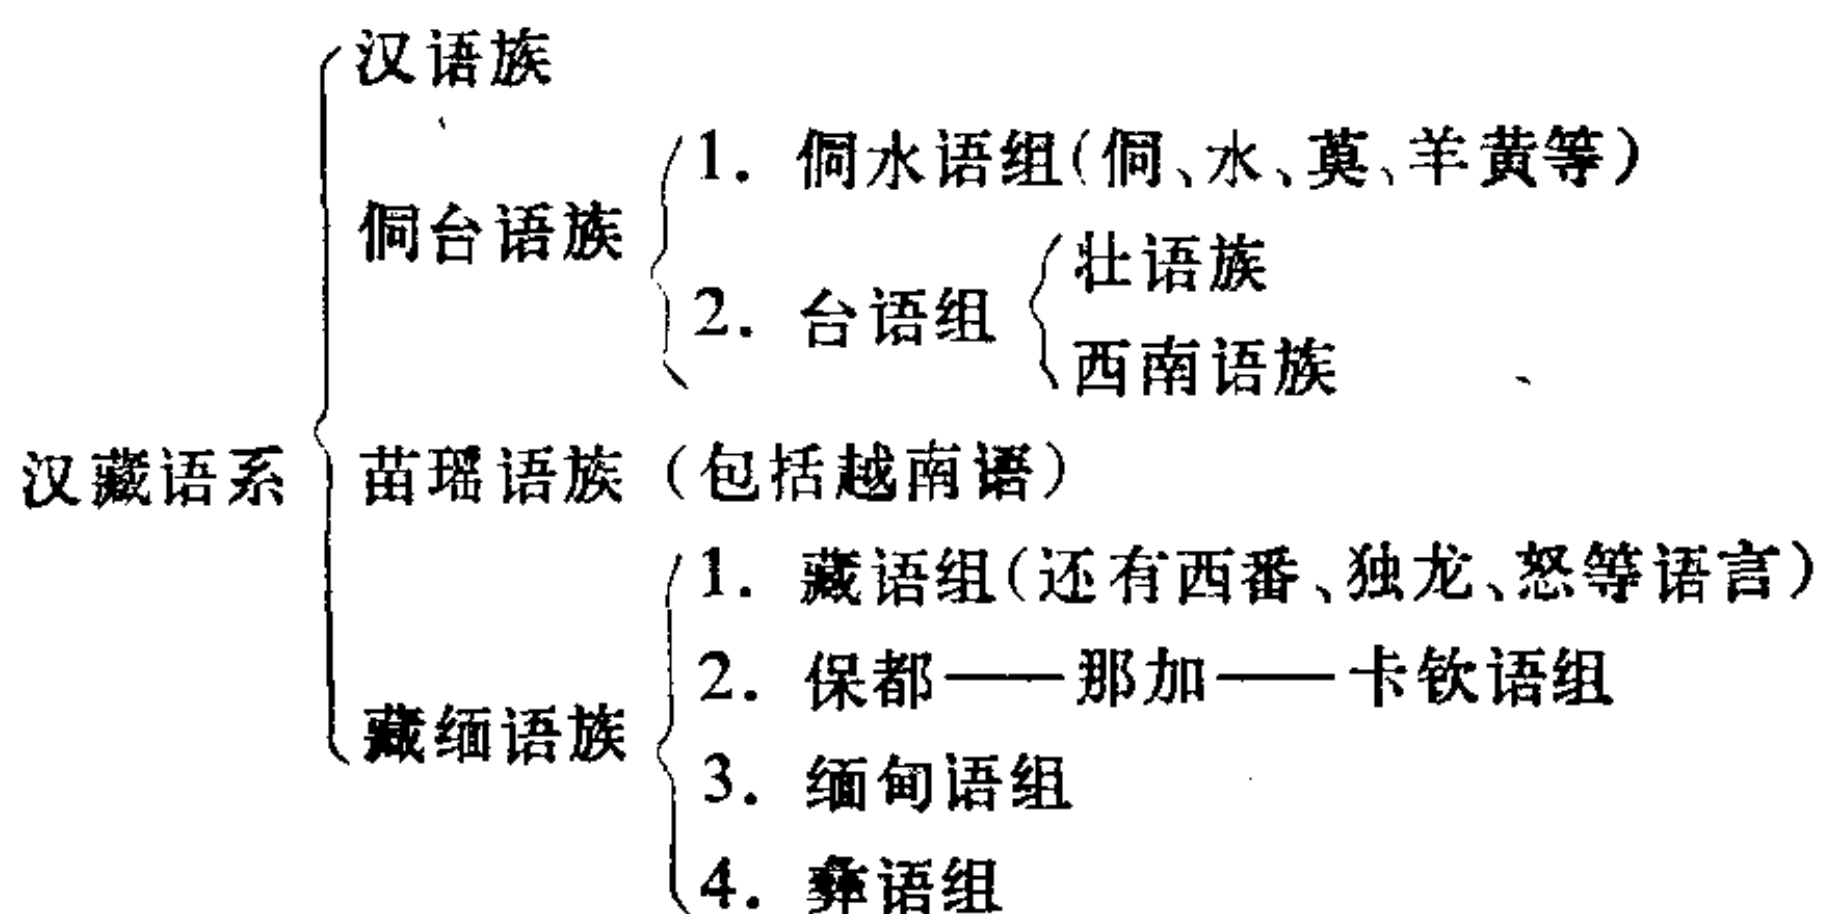 汉语族
1. 侗水语组(侗、水、莫、羊黄等)
侗台语族
壮语族
2. 台语组
西南语族
汉藏语系
苗瑶语族（包括越南语）
1. 藏语组(还有西番、独龙、怒等语言)
2. 保都——那加——卡钦语组
藏缅语族
3. 缅甸语组
4. 彝语组